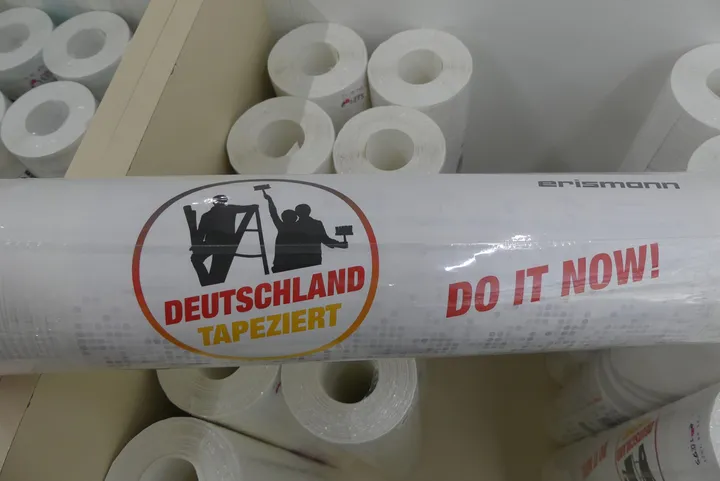 erismann
DEUTSCHLAND
TAPEZIERT
DO IT NOW!